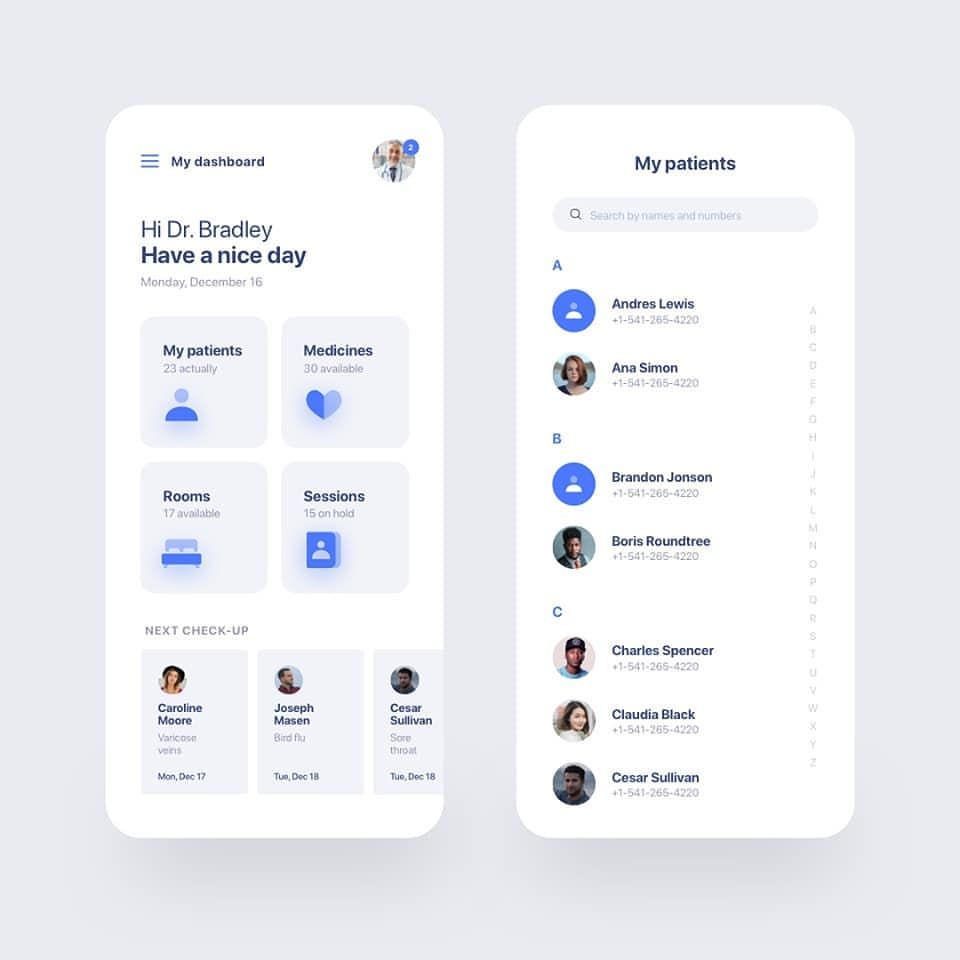 My dashboard
2
Hi Dr. Bradley
Have a nice day
Monday, December 16
My patients
23 actually
Medicines
30 available
Rooms
17 available
Sessions
15 on hold
NEXT CHECK-UP
Caroline
Moore
Varicose
veins
Mon, Dec 17
Joseph
Masen
Bird flu
Tue, Dec 18
Cesar
Sullivan
Sore
throat
Tue, Dec 18
My patients
Search by names and numbers
A
Andres Lewis
+1-541-265-4220
Ana Simon
+1-541-265-4220
B
Brandon Jonson
+1-541-265-4220
Boris Roundtree
+1-541-265-4220
C
Charles Spencer
+1-541-265-4220
Claudia Black
+1-541-265-4220
Cesar Sullivan
+1-541-265-4220
A
B
C
D
E
F
G
H
I
J
K
L
M
N
O
P
Q
R
S
T
U
V
W
X
Y
Z